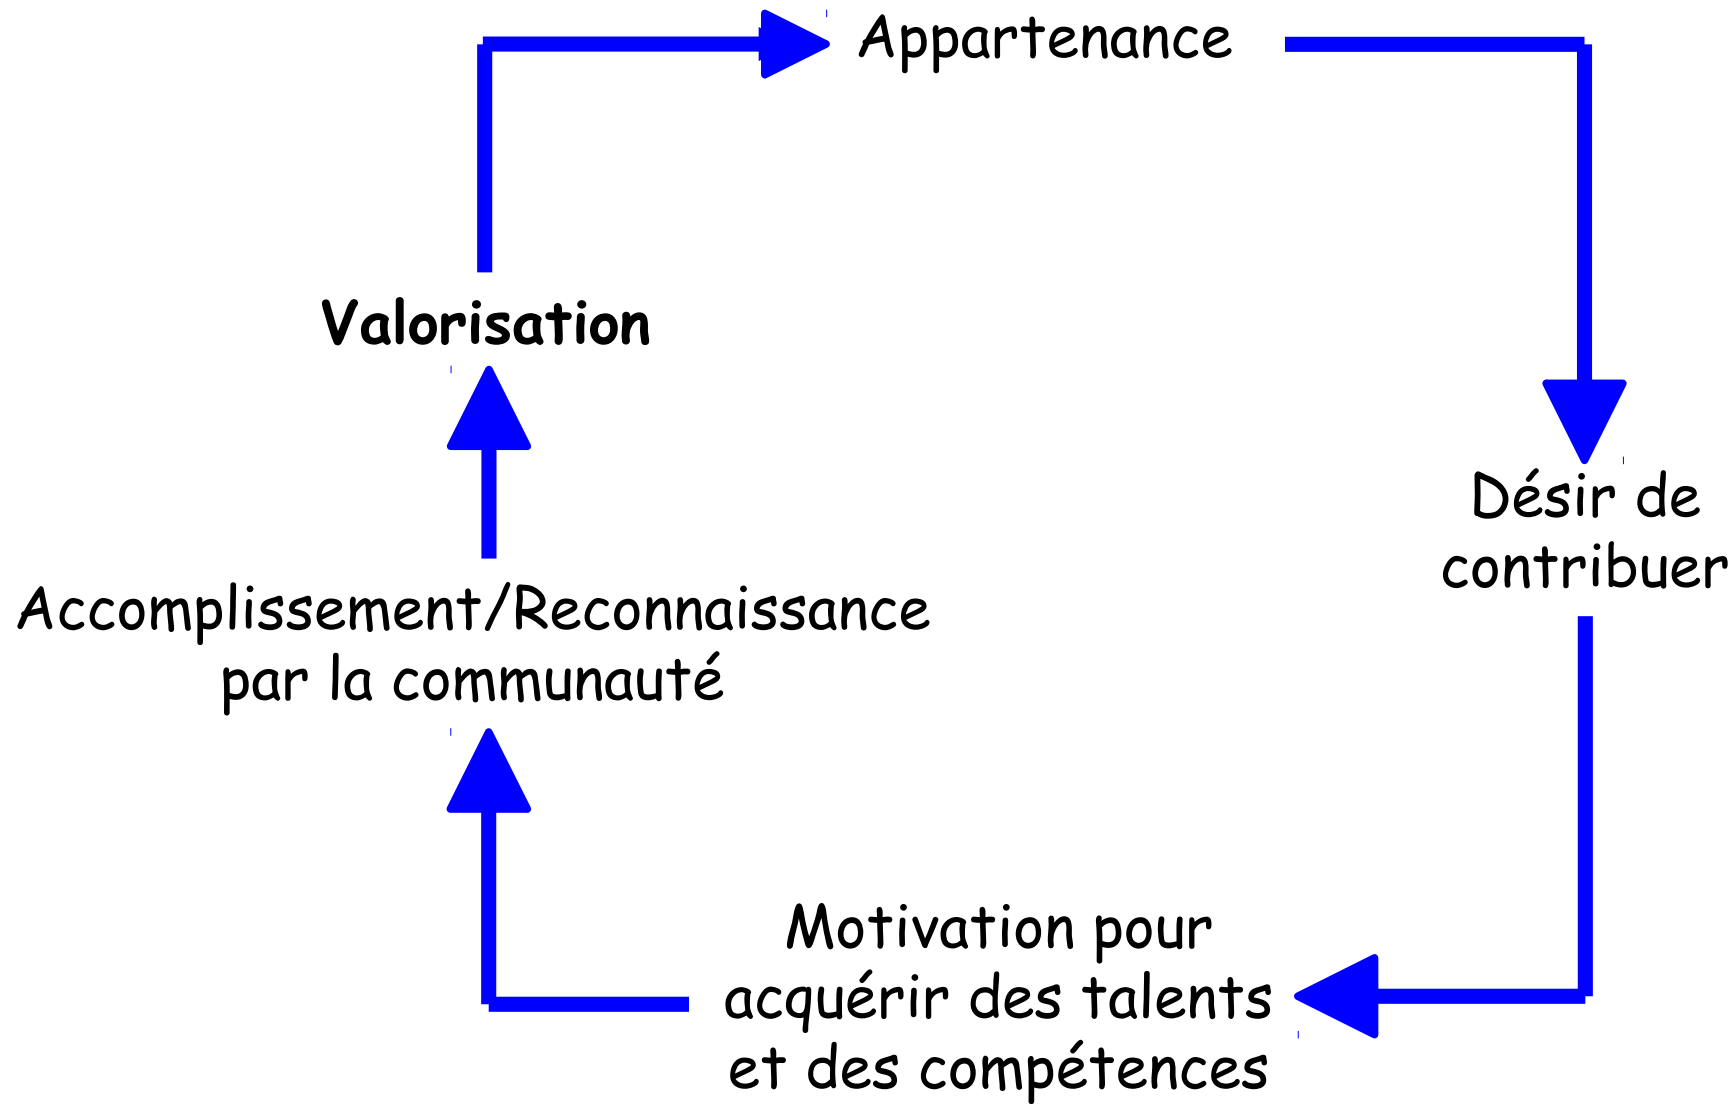 Appartenance
Valorisation
Désir de
contribuer
Accomplissement/Reconnaissance
par la communauté
Motivation pour
acquérir des talents
et des compétences